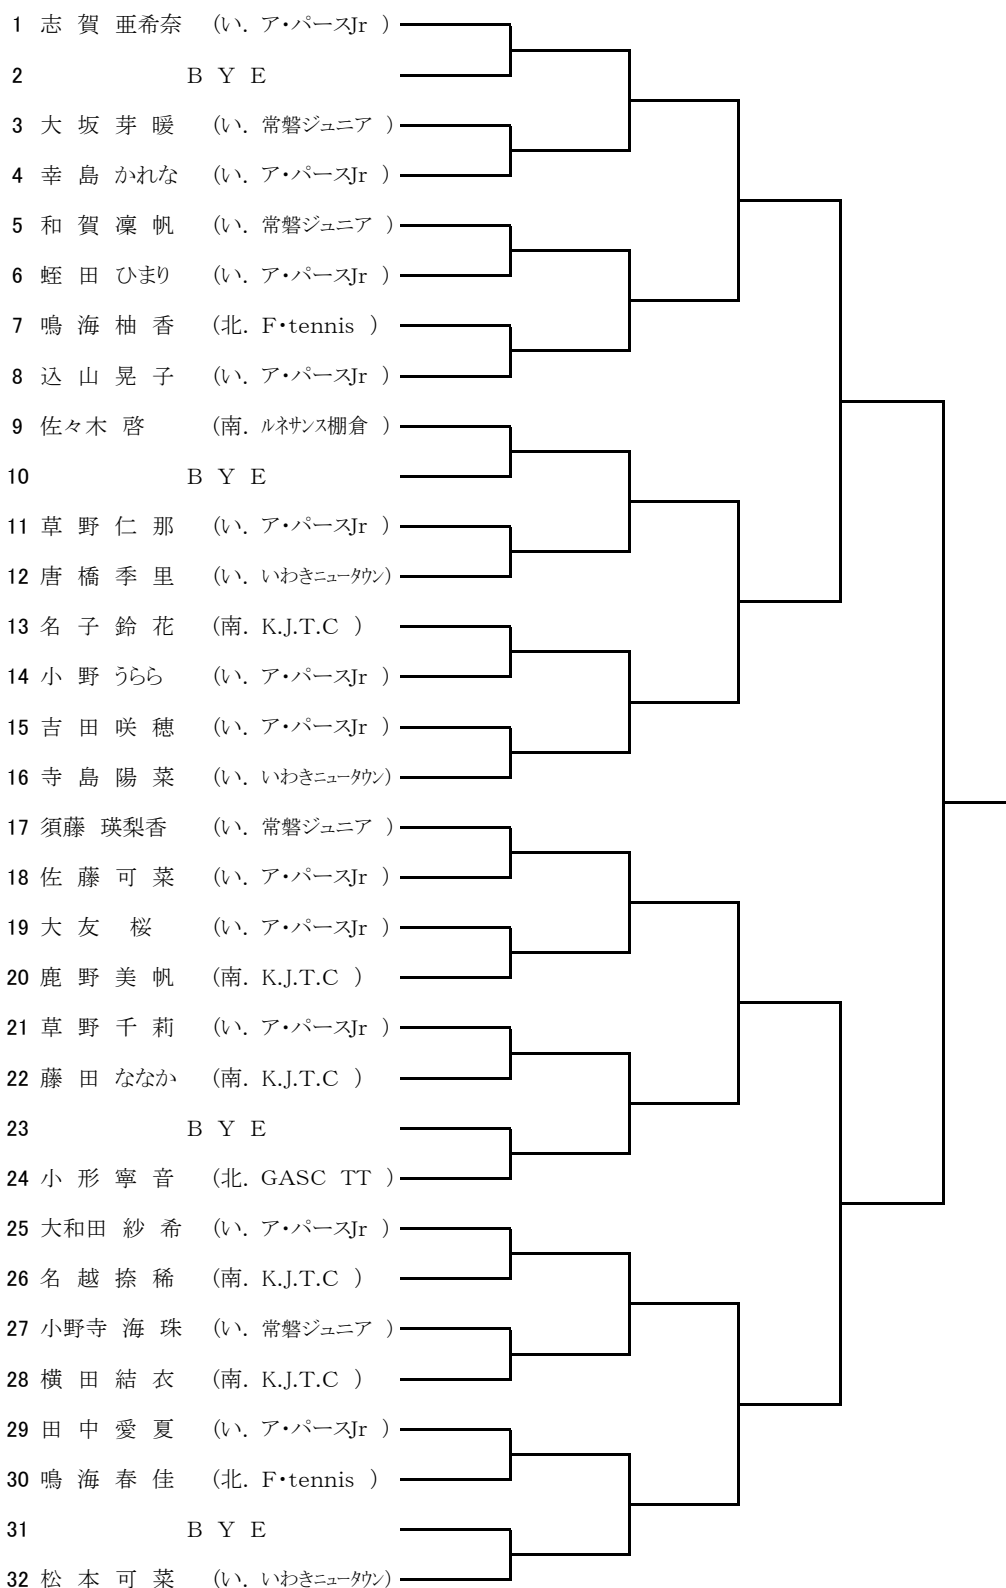 1 志 賀 亜希奈 (い. ア・パースJr )
2 B Y E
3 大 坂 芽 暖 (い. 常磐ジュニア )
4 幸 島 かれな (い. ア・パースJr )
5 和 賀 凜 帆 (い. 常磐ジュニア )
6 蛭 田 ひまり (い. ア・パースJr )
7 鳴 海 柚 香 (北. F・tennis )
8 込 山 晃 子 (い. ア・パースJr )
9 佐々木 啓 (南. ルネサンス棚倉 )
10 B Y E
11 草 野 仁 那 (い. ア・パースJr )
12 唐 橋 季 里 (い. いわきニュータウン)
13 名 子 鈴 花 (南. K.J.T.C )
14 小 野 うらら (い. ア・パースJr )
15 吉 田 咲 穂 (い. ア・パースJr )
16 寺 島 陽 菜 (い. いわきニュータウン)
17 須藤 瑛梨香 (い. 常磐ジュニア )
18 佐 藤 可 菜 (い. ア・パースJr )
19 大 友 桜 (い. ア・パースJr )
20 鹿 野 美 帆 (南. K.J.T.C )
21 草 野 千 莉 (い. ア・パースJr )
22 藤 田 ななか (南. K.J.T.C )
23 B Y E
24 小 形 寧 音 (北. GASC TT )
25 大和田 紗 希 (い. ア・パースJr )
26 名 越 捺 稀 (南. K.J.T.C )
27 小野寺 海 珠 (い. 常磐ジュニア )
28 横 田 結 衣 (南. K.J.T.C )
29 田 中 愛 夏 (い. ア・パースJr )
30 鳴 海 春 佳 (北. F・tennis )
31 B Y E
32 松 本 可 菜 (い. いわきニュータウン)